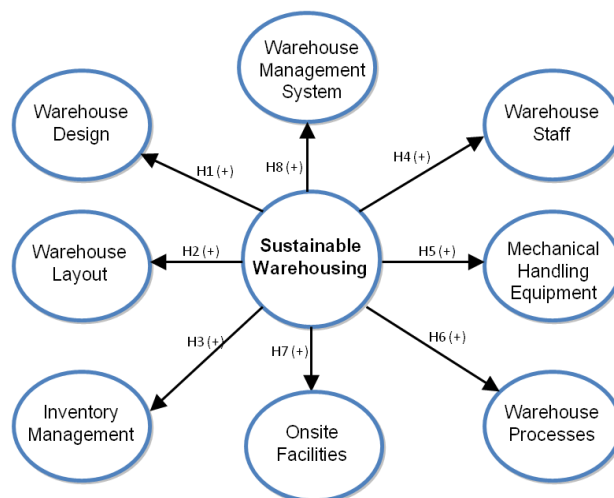 Warehouse
Management
System
Warehouse
Design
Warehouse
Staff
H1 (+)
H8 (+)
H4 (+)
Warehouse
Layout
H2 (+)
Sustainable
Warehousing
H5 (+)
Mechanical
Handling
Equipment
H3 (+)
H7 (+)
H6 (+)
Inventory
Management
Onsite
Facilities
Warehouse
Processes